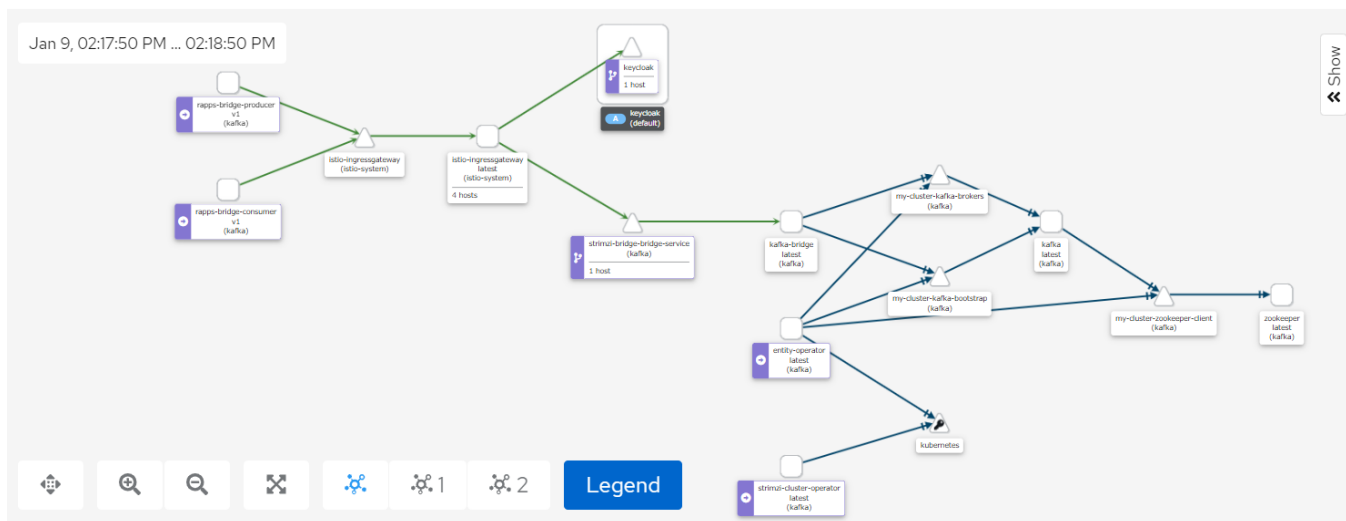 Jan 9, 02:17:50 PM ... 02:18:50 PM
Show
keycloak
1 host
A keycloak
(default)
rapps-bridge-producer
v1
(kafka)
istio-ingressgateway
(istio-system)
istio-ingressgateway
latest
(istio-system)
4 hosts
rapps-bridge-consumer
v1
(kafka)
strimzi-bridge-bridge-service
(kafka)
1 host
kafka-bridge
latest
(kafka)
my-cluster-kafka-brokers
(kafka)
kafka
latest
(kafka)
my-cluster-kafka-bootstrap
(kafka)
my-cluster-zookeeper-client
(kafka)
zookeeper
latest
(kafka)
entity-operator
latest
(kafka)
kubernetes
strimzi-cluster-operator
latest
(kafka)
1
2
Legend